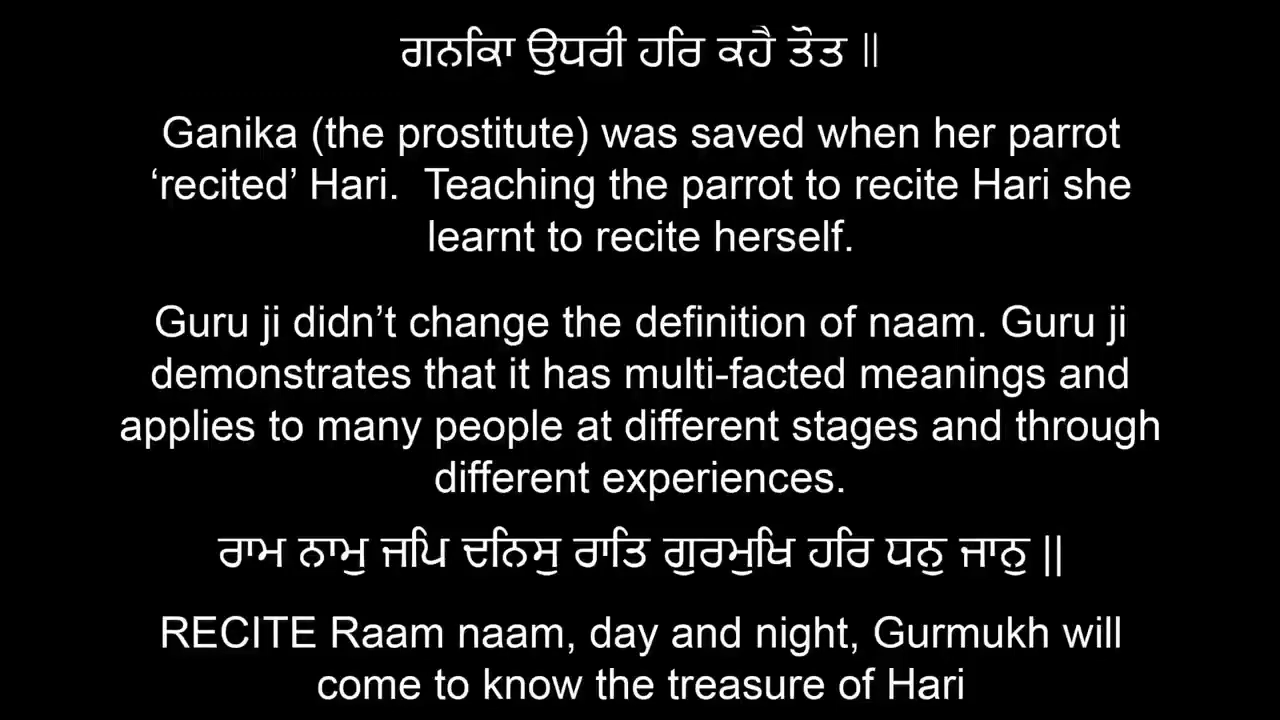 ਗਨਕਿਾ ਉਧਰੀ ਹਰਿ ਕਹੈ ਤੋਤ ॥
Ganika (the prostitute) was saved when her parrot
‘recited’ Hari.  Teaching the parrot to recite Hari she
learnt to recite herself.
Guru ji didn’t change the definition of naam. Guru ji
demonstrates that it has multi-facted meanings and
applies to many people at different stages and through
different experiences.
ਰਾਮ ਨਾਮੁ ਜਪਿ ਦਨਿਸੁ ਰਾਤਿ ਗੁਰਮੁਖਿ ਹਰਿ ਧਨੁ ਜਾਨੁ ||
RECITE Raam naam, day and night, Gurmukh will
come to know the treasure of Hari